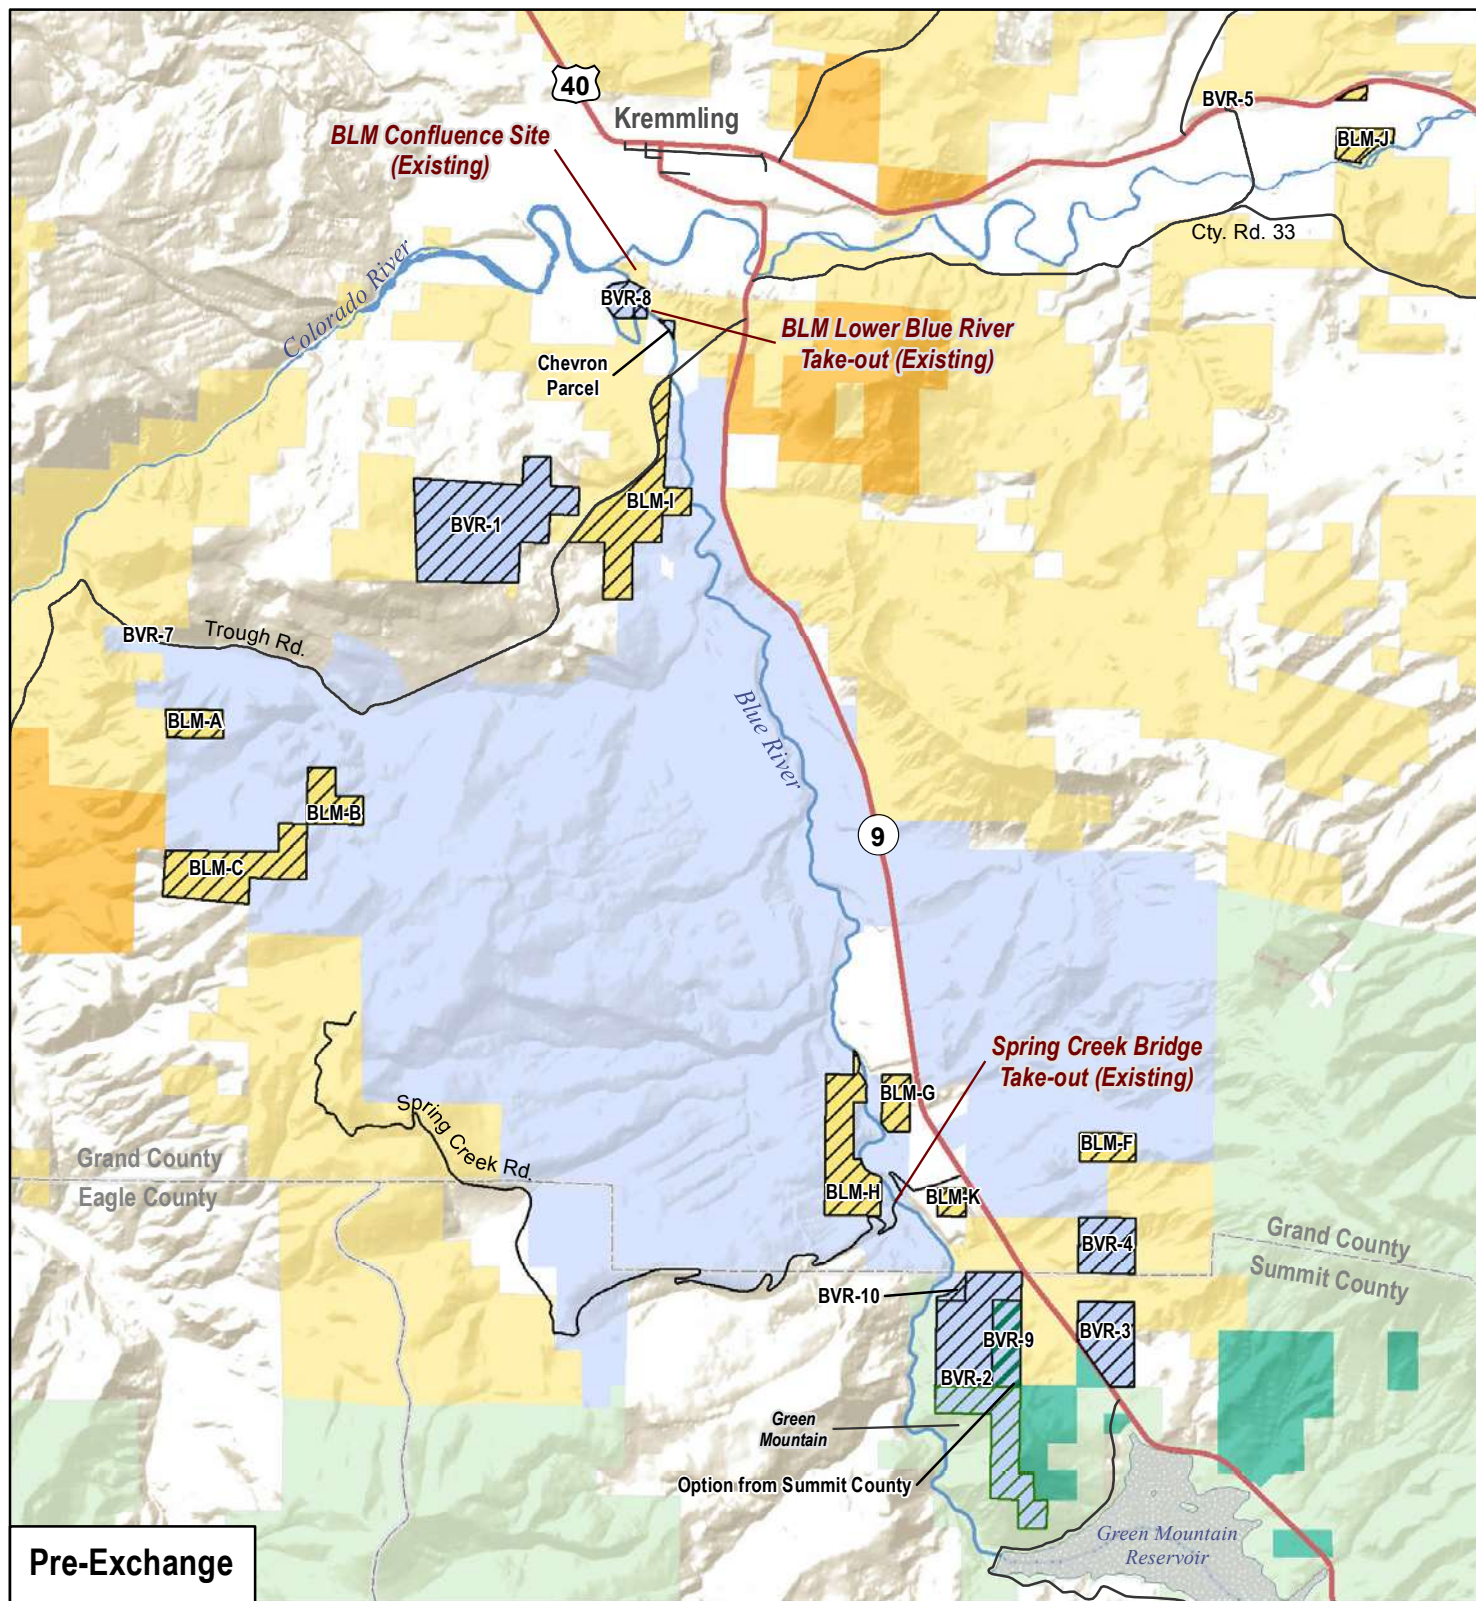 40
Kremmling
BVR-5
BLM Confluence Site
(Existing)
BLM-J
Cty. Rd. 33
Colorado River
BVR-8
BLM Lower Blue River
Take-out (Existing)
Chevron
Parcel
BLM-I
BVR-1
BVR-7
Trough Rd.
BLM-A
Blue River
BLM-B
9
BLM-C
Spring Creek Bridge
Take-out (Existing)
BLM-G
Spring Creek Rd.
BLM-F
Grand County
Eagle County
BLM-H
BLM-K
BVR-4
Grand County
Summit County
BVR-10
BVR-9
BVR-3
BVR-2
Green
Mountain
Option from Summit County
Green Mountain
Reservoir
Pre-Exchange